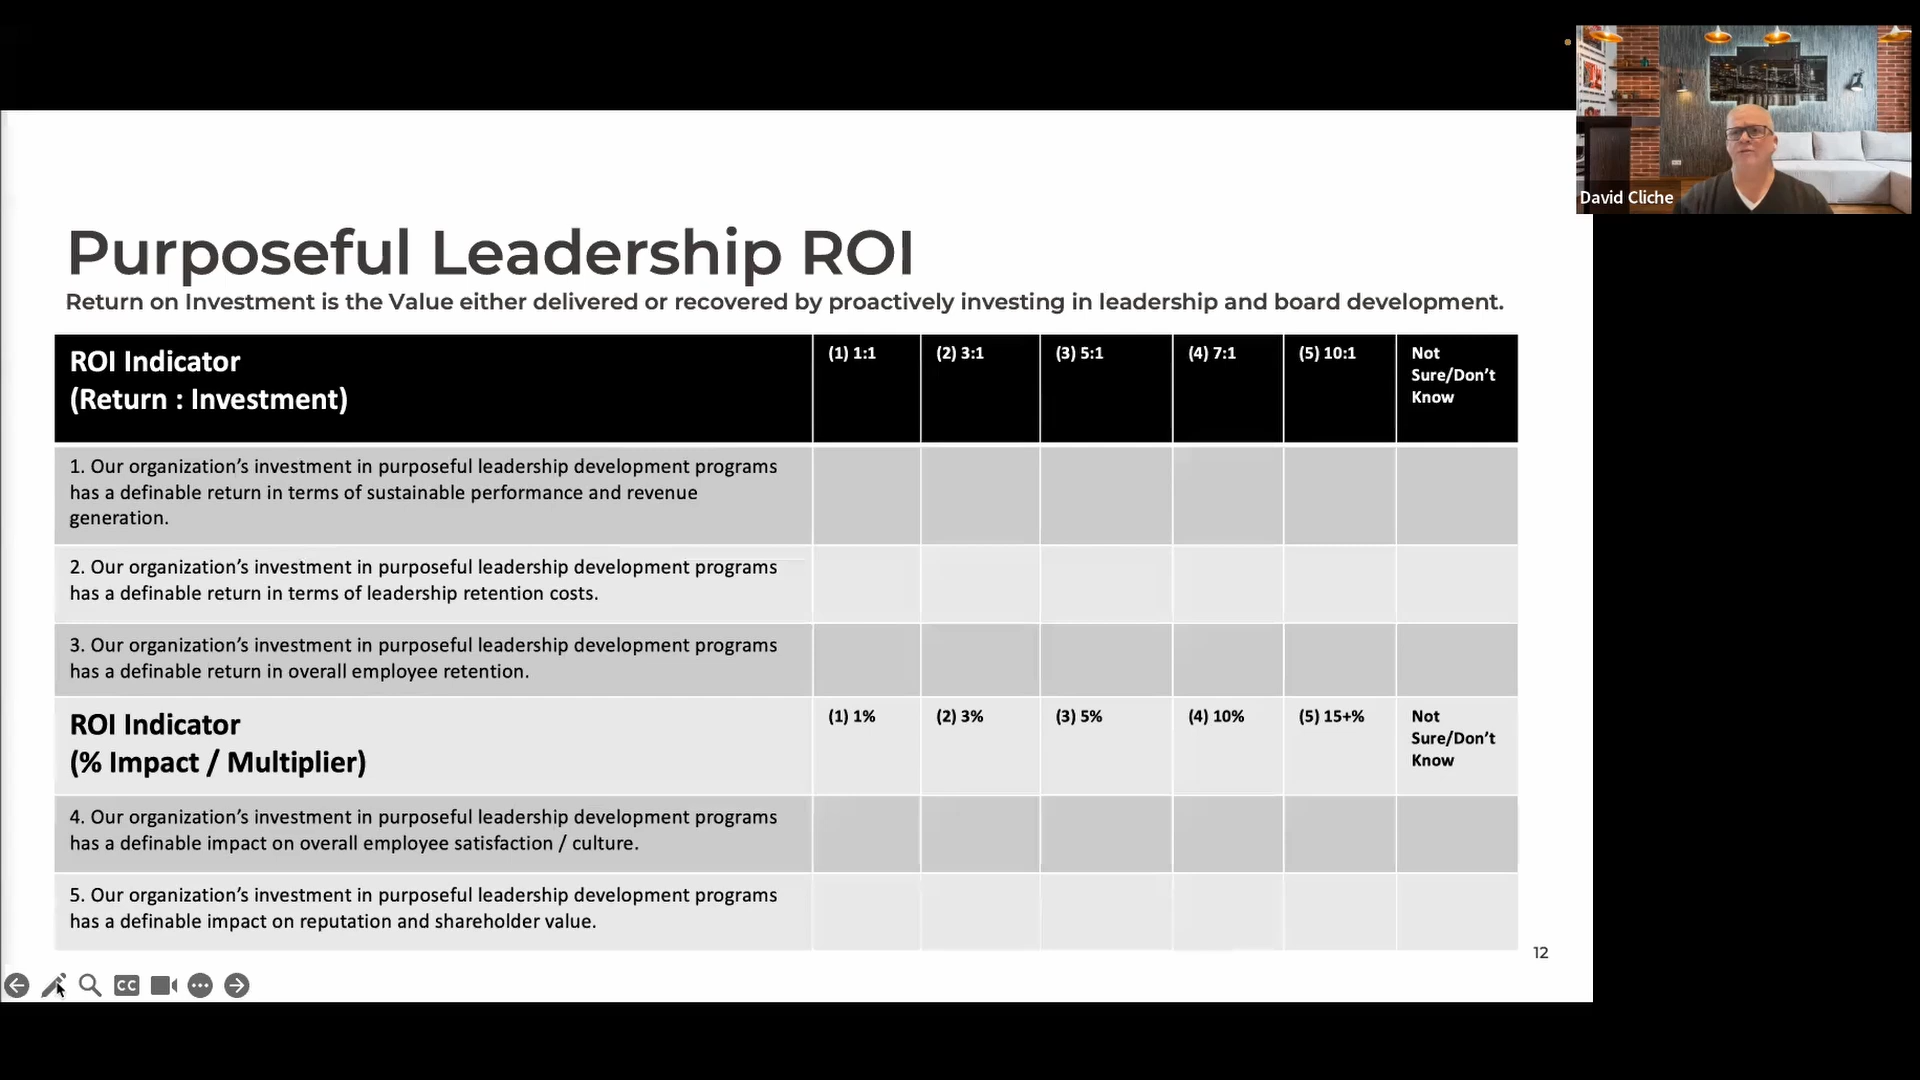 David Cliche
Purposeful Leadership ROI
Return on Investment is the Value either delivered or recovered by proactively investing in leadership and board development.
ROI Indicator
(Return : Investment)
(1) 1:1
(2) 3:1
(3) 5:1
(4) 7:1
(5) 10:1
Not
Sure/Don’t
Know
1. Our organization’s investment in purposeful leadership development programs
has a definable return in terms of sustainable performance and revenue
generation.
2. Our organization’s investment in purposeful leadership development programs
has a definable return in terms of leadership retention costs.
3. Our organization’s investment in purposeful leadership development programs
has a definable return in overall employee retention.
ROI Indicator
(% Impact / Multiplier)
(1) 1%
(2) 3%
(3) 5%
(4) 10%
(5) 15+%
Not
Sure/Don’t
Know
4. Our organization’s investment in purposeful leadership development programs
has a definable impact on overall employee satisfaction / culture.
5. Our organization’s investment in purposeful leadership development programs
has a definable impact on reputation and shareholder value.
12
CC